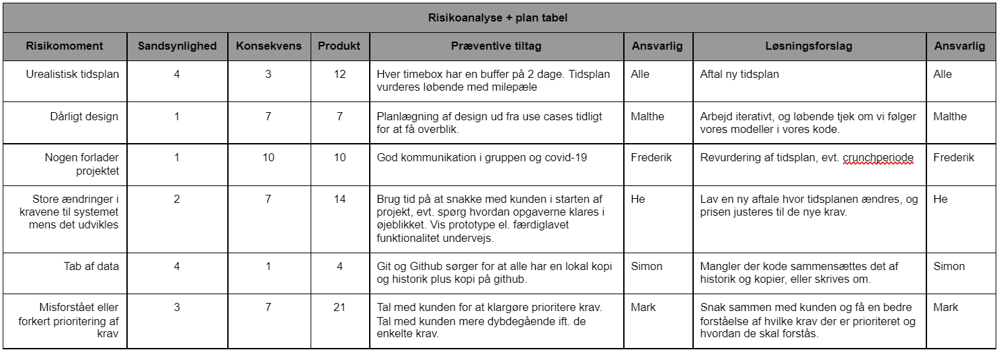 Risikoanalyse + plan tabel
Risikomoment Sandsynlighed Konsekvens Produkt Præventive tiltag Ansvarlig Løsningsforslag Ansvarlig
Urealistisk tidsplan 4 3 12 Hver timebox har en buffer på 2 dage. Tidsplan Alle Aftal ny tidsplan Alle
vurderes løbende med milepæle
Dårligt design 1 7 7 Planlægning af design ud fra use cases tidligt Malthe Arbejd iterativt, og løbende tjek om vi følger Malthe
for at få overblik. vores modeller i vores kode.
Nogen forlader 1 10 10 God kommunikation i gruppen og covid-19 Frederik Revurdering af tidsplan, evt. crunchperiode Frederik
projektet
Store ændringer i 2 7 14 Brug tid på at snakke med kunden i starten af He Lav en ny aftale hvor tidsplanen ændres, og He
kravene til systemet projekt, evt. spørg hvordan opgaverne klares i prisen justeres til de nye krav.
mens det udvikles øjeblikket. Vis prototype el. færdiglavet
funktionalitet undervejs.
Tab af data 4 1 4 Git og Github sørger for at alle har en lokal kopi Simon Mangler der kode sammensættes det af Simon
og historik plus kopi på github. historik og kopier, eller skrives om.
Misforstået eller 3 7 21 Tal med kunden for at klargøre prioritere krav. Mark Snak sammen med kunden og få en bedre Mark
forkert prioritering af Tal med kunden mere dybdegående ift. de forståelse af hvilke krav der er prioriteret og
krav enkelte krav. hvordan de skal forstås.